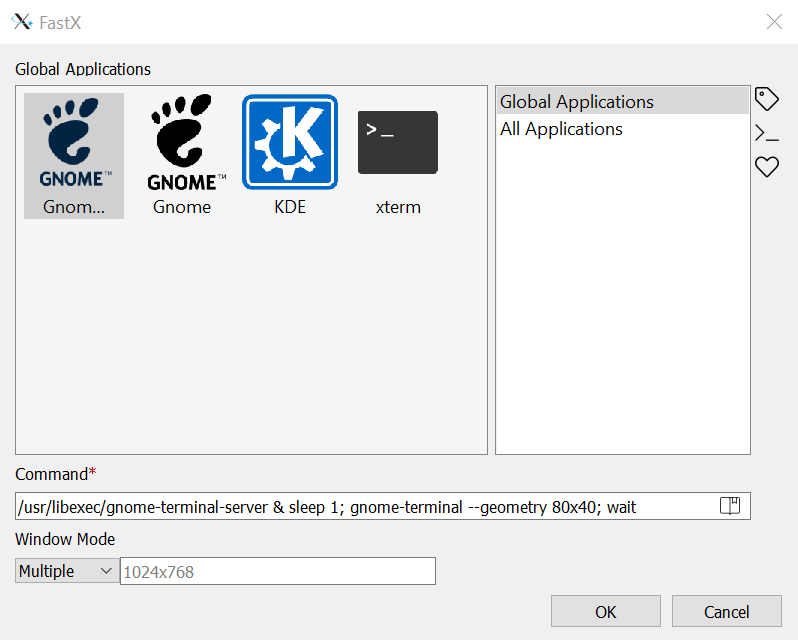 FastX
Global Applications
GNOME™
Gnom...
GNOME™
Gnome
KDE
>_
xterm
Global Applications
All Applications
Command*
/usr/libexec/gnome-terminal-server & sleep 1; gnome-terminal --geometry 80x40; wait
Window Mode
Multiple
1024x768
OK
Cancel